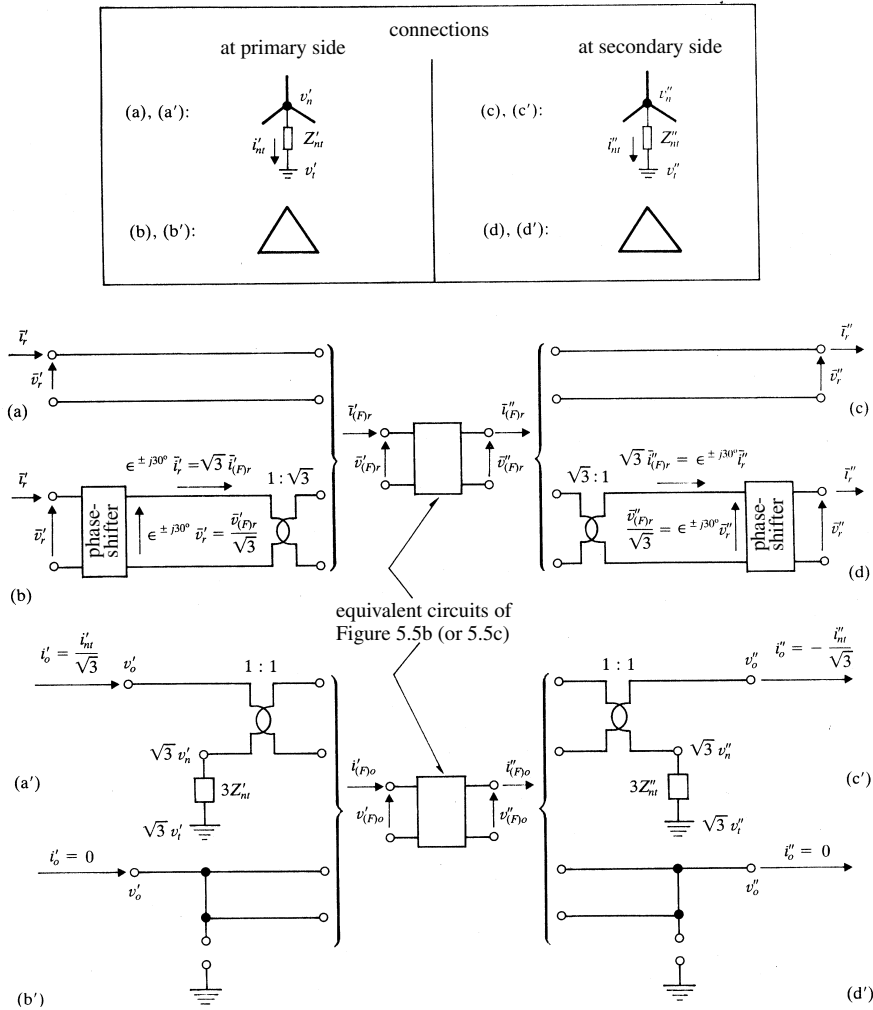 connections
at primary side
at secondary side
(a), (a′):
v′ₙ
i′ₙₜ
Z′ₙₜ
v′ₜ
(c), (c′):
v″ₙ
i″ₙₜ
Z″ₙₜ
v″ₜ
(b), (b′):
(d), (d′):
ī′ᵣ
v̄′ᵣ
(a)
ī″ᵣ
v̄″ᵣ
(c)
ī′₍F₎ᵣ
ī″₍F₎ᵣ
v̄′₍F₎ᵣ
v̄″₍F₎ᵣ
ī′ᵣ
v̄′ᵣ
phase-
shifter
ϵ^±j30° ī′ᵣ = √3 ī′₍F₎ᵣ
1 : √3
ϵ^±j30° v̄′ᵣ = v̄′₍F₎ᵣ/√3
(b)
√3 : 1
√3 ī″₍F₎ᵣ = ϵ^±j30° ī″ᵣ
v̄″₍F₎ᵣ/√3 = ϵ^±j30° v̄″ᵣ
phase-
shifter
ī″ᵣ
v̄″ᵣ
(d)
equivalent circuits of
Figure 5.5b (or 5.5c)
i′ₒ = i′ₙₜ/√3
v′ₒ
1 : 1
√3 v′ₙ
3Z′ₙₜ
√3 v′ₜ
(a′)
i′₍F₎ₒ
i″₍F₎ₒ
v′₍F₎ₒ
v″₍F₎ₒ
1 : 1
v″ₒ
i″ₒ = − i″ₙₜ/√3
√3 v″ₙ
3Z″ₙₜ
√3 v″ₜ
(c′)
i′ₒ = 0
v′ₒ
(b′)
i″ₒ = 0
v″ₒ
(d′)